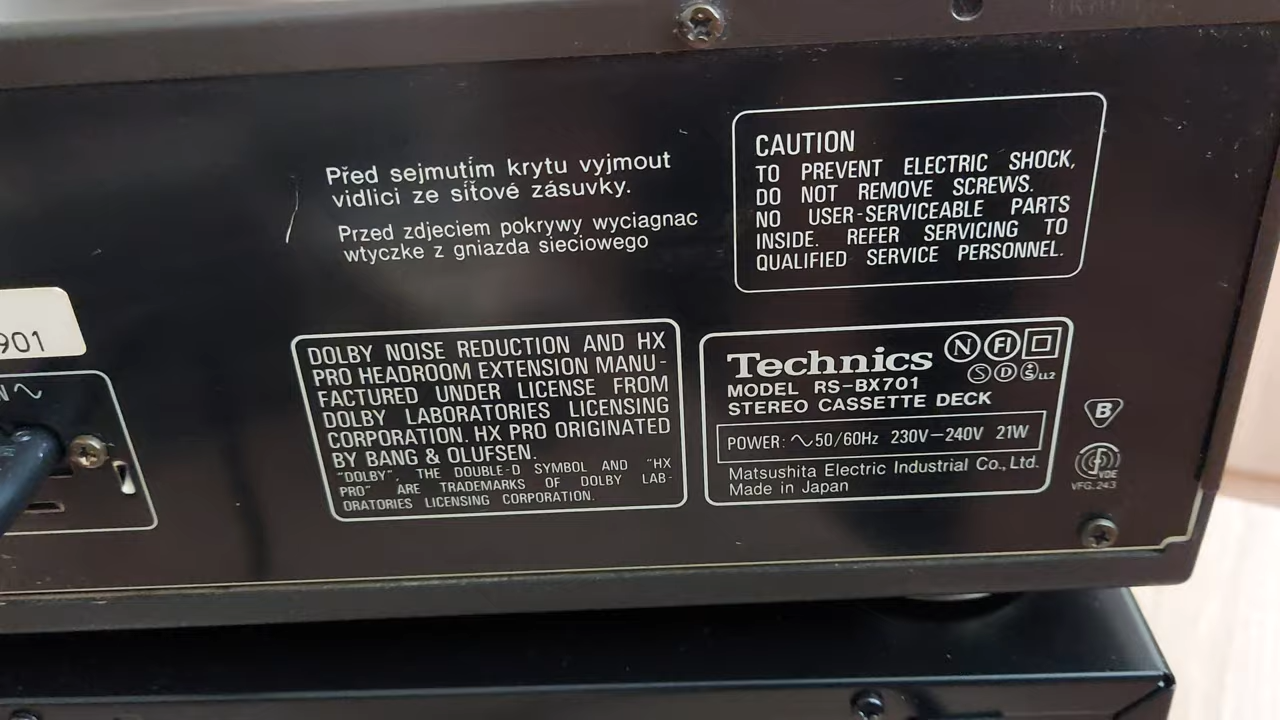 Před sejmutím krytu vyjmout
vidlici ze síťové zásuvky.
Przed zdjeciem pokrywy wyciagnac
wtyczke z gniazda sieciowego
CAUTION
TO PREVENT ELECTRIC SHOCK,
DO NOT REMOVE SCREWS.
NO USER-SERVICEABLE PARTS
INSIDE. REFER SERVICING TO
QUALIFIED SERVICE PERSONNEL.
901
N
DOLBY NOISE REDUCTION AND HX
PRO HEADROOM EXTENSION MANU-
FACTURED UNDER LICENSE FROM
DOLBY LABORATORIES LICENSING
CORPORATION. HX PRO ORIGINATED
BY BANG & OLUFSEN.
"DOLBY", THE DOUBLE-D SYMBOL AND "HX
PRO" ARE TRADEMARKS OF DOLBY LAB-
ORATORIES LICENSING CORPORATION.
Technics N FI
S D S LL2
MODEL RS-BX701
STEREO CASSETTE DECK
POWER: ∿50/60Hz 230V-240V 21W
Matsushita Electric Industrial Co., Ltd.
Made in Japan
B
VDE
VFG.243